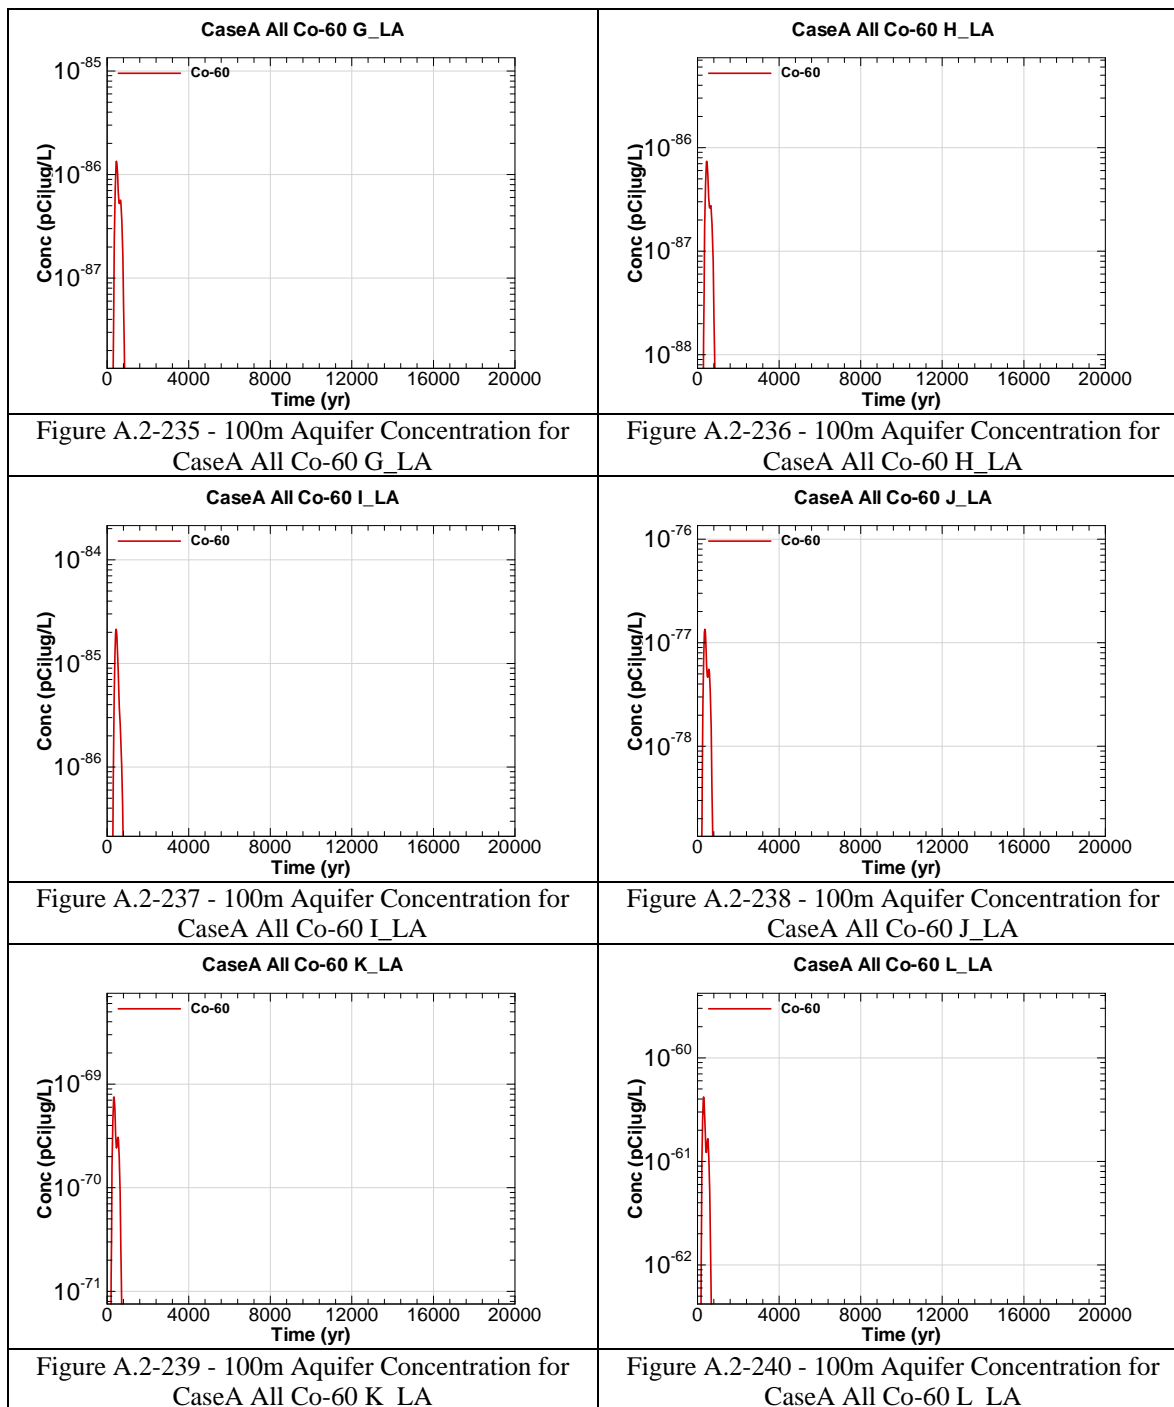 CaseA All Co-60 G_LA
Co-60
10-85
10-86
10-87
Conc (pCi|ug/L)
0 4000 8000 12000 16000 20000
Time (yr)
Figure A.2-235 - 100m Aquifer Concentration for
CaseA All Co-60 G_LA
CaseA All Co-60 H_LA
Co-60
10-86
10-87
10-88
Conc (pCi|ug/L)
0 4000 8000 12000 16000 20000
Time (yr)
Figure A.2-236 - 100m Aquifer Concentration for
CaseA All Co-60 H_LA
CaseA All Co-60 I_LA
Co-60
10-84
10-85
10-86
Conc (pCi|ug/L)
0 4000 8000 12000 16000 20000
Time (yr)
Figure A.2-237 - 100m Aquifer Concentration for
CaseA All Co-60 I_LA
CaseA All Co-60 J_LA
Co-60
10-76
10-77
10-78
Conc (pCi|ug/L)
0 4000 8000 12000 16000 20000
Time (yr)
Figure A.2-238 - 100m Aquifer Concentration for
CaseA All Co-60 J_LA
CaseA All Co-60 K_LA
Co-60
10-69
10-70
10-71
Conc (pCi|ug/L)
0 4000 8000 12000 16000 20000
Time (yr)
Figure A.2-239 - 100m Aquifer Concentration for
CaseA All Co-60 K_LA
CaseA All Co-60 L_LA
Co-60
10-60
10-61
10-62
Conc (pCi|ug/L)
0 4000 8000 12000 16000 20000
Time (yr)
Figure A.2-240 - 100m Aquifer Concentration for
CaseA All Co-60 L_LA